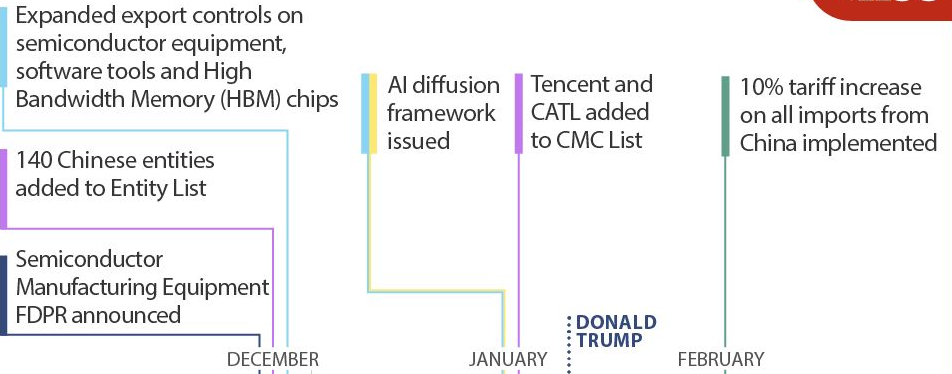 Expanded export controls on
semiconductor equipment,
software tools and High
Bandwidth Memory (HBM) chips
140 Chinese entities
added to Entity List
Semiconductor
Manufacturing Equipment
FDPR announced
AI diffusion
framework
issued
Tencent and
CATL added
to CMC List
10% tariff increase
on all imports from
China implemented
DONALD
TRUMP
DECEMBER
JANUARY
FEBRUARY